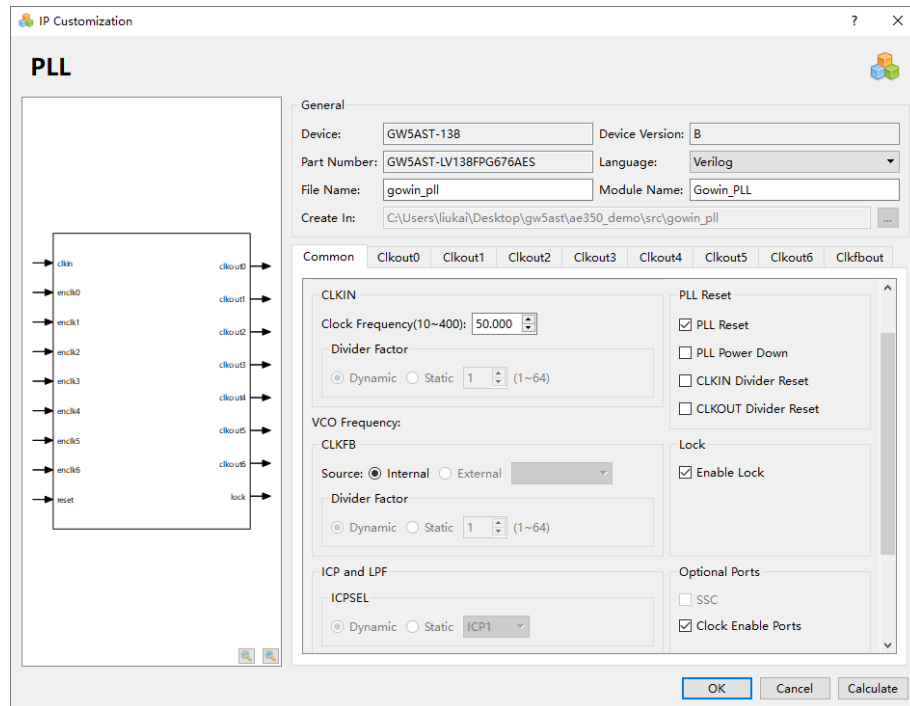 IP Customization
?
PLL
clkin
enclk0
enclk1
enclk2
enclk3
enclk4
enclk5
enclk6
reset
clkout0
clkout1
clkout2
clkout3
clkout4
clkout5
clkout6
lock
General
Device: GW5AST-138 Device Version: B
Part Number: GW5AST-LV138FPG676AES Language: Verilog
File Name: gowin_pll Module Name: Gowin_PLL
Create In: C:\Users\liukai\Desktop\gw5ast\ae350_demo\src\gowin_pll ...
Common Clkout0 Clkout1 Clkout2 Clkout3 Clkout4 Clkout5 Clkout6 Clkfbout
CLKIN
Clock Frequency(10~400): 50.000
Divider Factor
Dynamic Static 1 (1~64)
VCO Frequency:
CLKFB
Source: Internal External
Divider Factor
Dynamic Static 1 (1~64)
ICP and LPF
ICPSEL
Dynamic Static ICP1
PLL Reset
PLL Reset
PLL Power Down
CLKIN Divider Reset
CLKOUT Divider Reset
Lock
Enable Lock
Optional Ports
SSC
Clock Enable Ports
OK Cancel Calculate